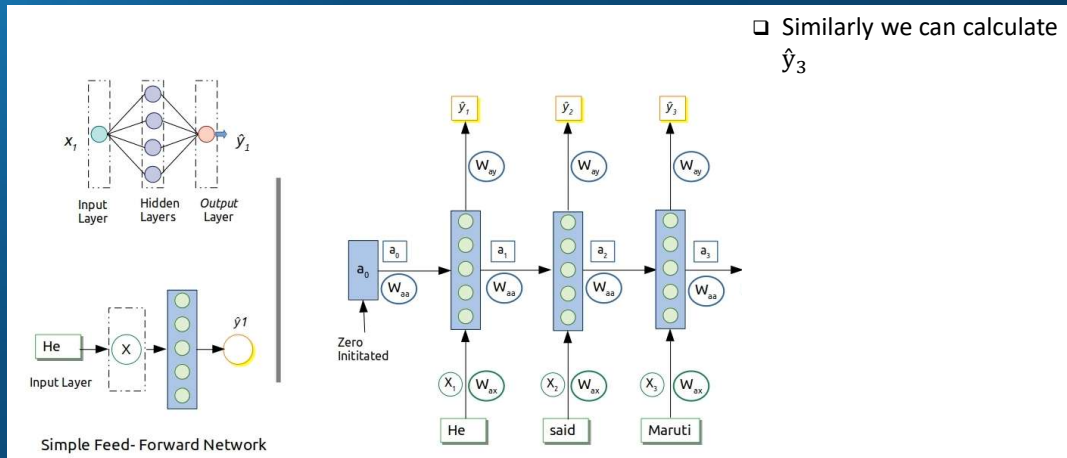 ❑ Similarly we can calculate
ŷ₃
x₁
ŷ₁
Input
Layer
Hidden
Layers
Output
Layer
He
X
ŷ1
Input Layer
Simple Feed- Forward Network
ŷ₁
ŷ₂
ŷ₃
Wₐy
Wₐy
Wₐy
a₀
a₀
Wₐₐ
a₁
Wₐₐ
a₂
Wₐₐ
a₃
Wₐₐ
Zero
Inititated
X₁
Wₐₓ
X₂
Wₐₓ
X₃
Wₐₓ
He
said
Maruti